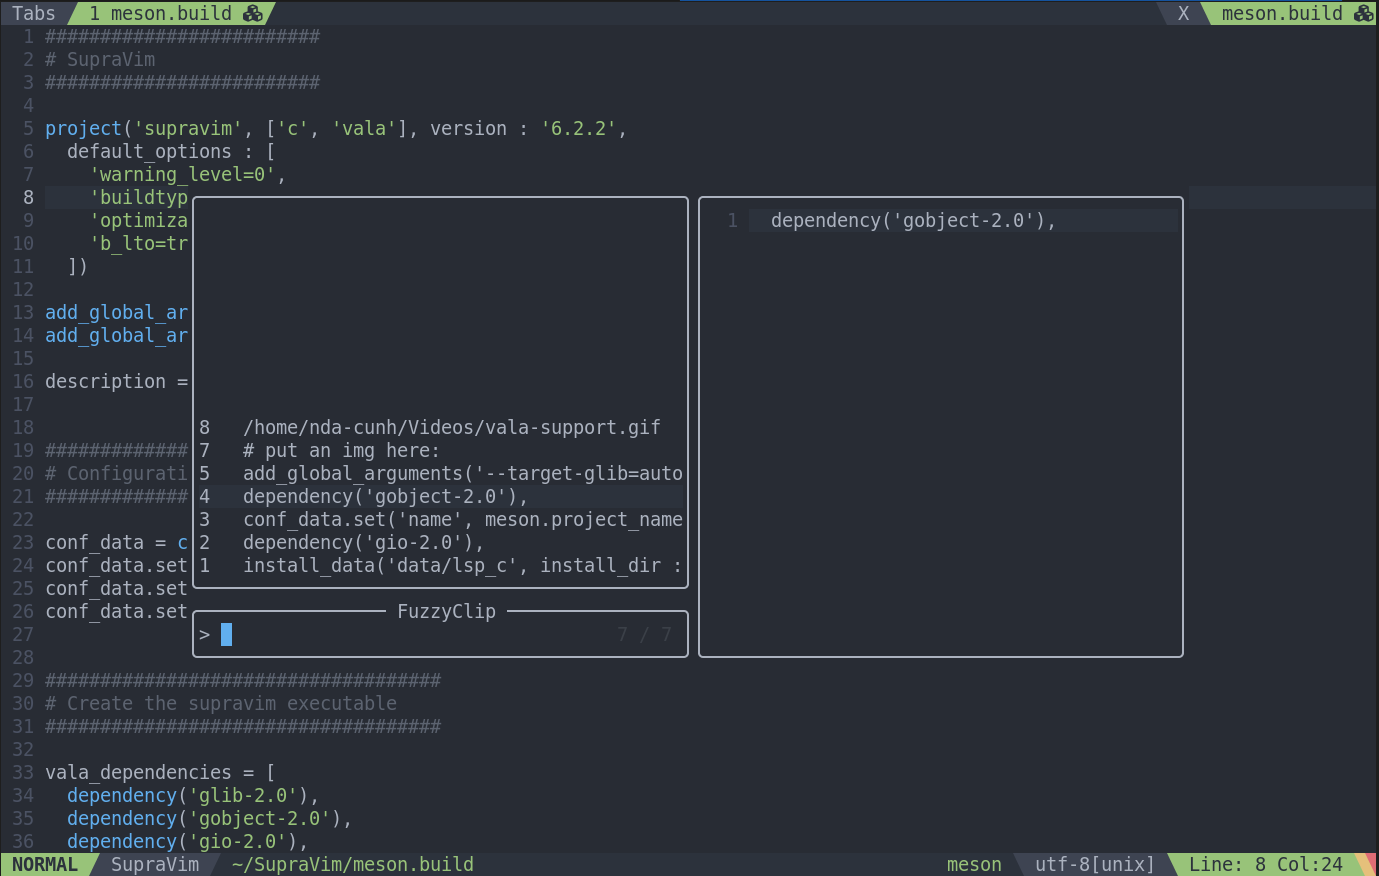 Tabs 1 meson.build X meson.build
1 #########################
2 # SupraVim
3 #########################
4
5 project('supravim', ['c', 'vala'], version : '6.2.2',
6 default_options : [
7 'warning_level=0',
8 'buildtyp
9 'optimiza
10 'b_lto=tr
11 ])
12
13 add_global_ar
14 add_global_ar
15
16 description =
17
18
19 #############
20 # Configurati
21 #############
22
23 conf_data = c
24 conf_data.set
25 conf_data.set
26 conf_data.set
27
28
29 ####################################
30 # Create the supravim executable
31 ####################################
32
33 vala_dependencies = [
34 dependency('glib-2.0'),
35 dependency('gobject-2.0'),
36 dependency('gio-2.0'),
8 /home/nda-cunh/Videos/vala-support.gif
7 # put an img here:
5 add_global_arguments('--target-glib=auto
4 dependency('gobject-2.0'),
3 conf_data.set('name', meson.project_name
2 dependency('gio-2.0'),
1 install_data('data/lsp_c', install_dir :
FuzzyClip
> 7 / 7
1 dependency('gobject-2.0'),
NORMAL SupraVim ~/SupraVim/meson.build meson utf-8[unix] Line: 8 Col:24